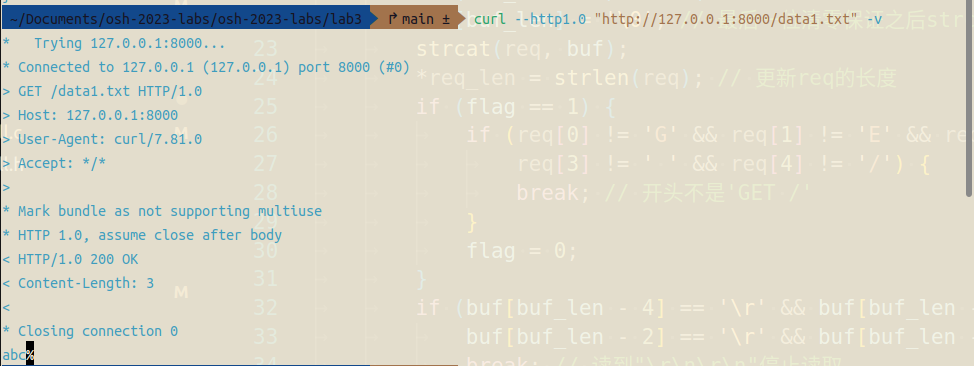 ~/Documents/osh-2023-labs/osh-2023-labs/lab3 main ± curl --http1.0 "http://127.0.0.1:8000/data1.txt" -v
* Trying 127.0.0.1:8000...
* Connected to 127.0.0.1 (127.0.0.1) port 8000 (#0)
> GET /data1.txt HTTP/1.0
> Host: 127.0.0.1:8000
> User-Agent: curl/7.81.0
> Accept: */*
>
* Mark bundle as not supporting multiuse
* HTTP 1.0, assume close after body
< HTTP/1.0 200 OK
< Content-Length: 3
<
* Closing connection 0
abc%
23 strcat(req, buf);
24 *req_len = strlen(req); // 更新req的长度
25 if (flag == 1) {
26 if (req[0] != 'G' && req[1] != 'E' && re
27 req[3] != ' ' && req[4] != '/') {
28 break; // 开头不是'GET /'
29 }
30 flag = 0;
31 }
32 if (buf[buf_len - 4] == '\r' && buf[buf_len
33 buf[buf_len - 2] == '\r' && buf[buf_len
34 break; // 读到"\r\n\r\n"停止读取
M